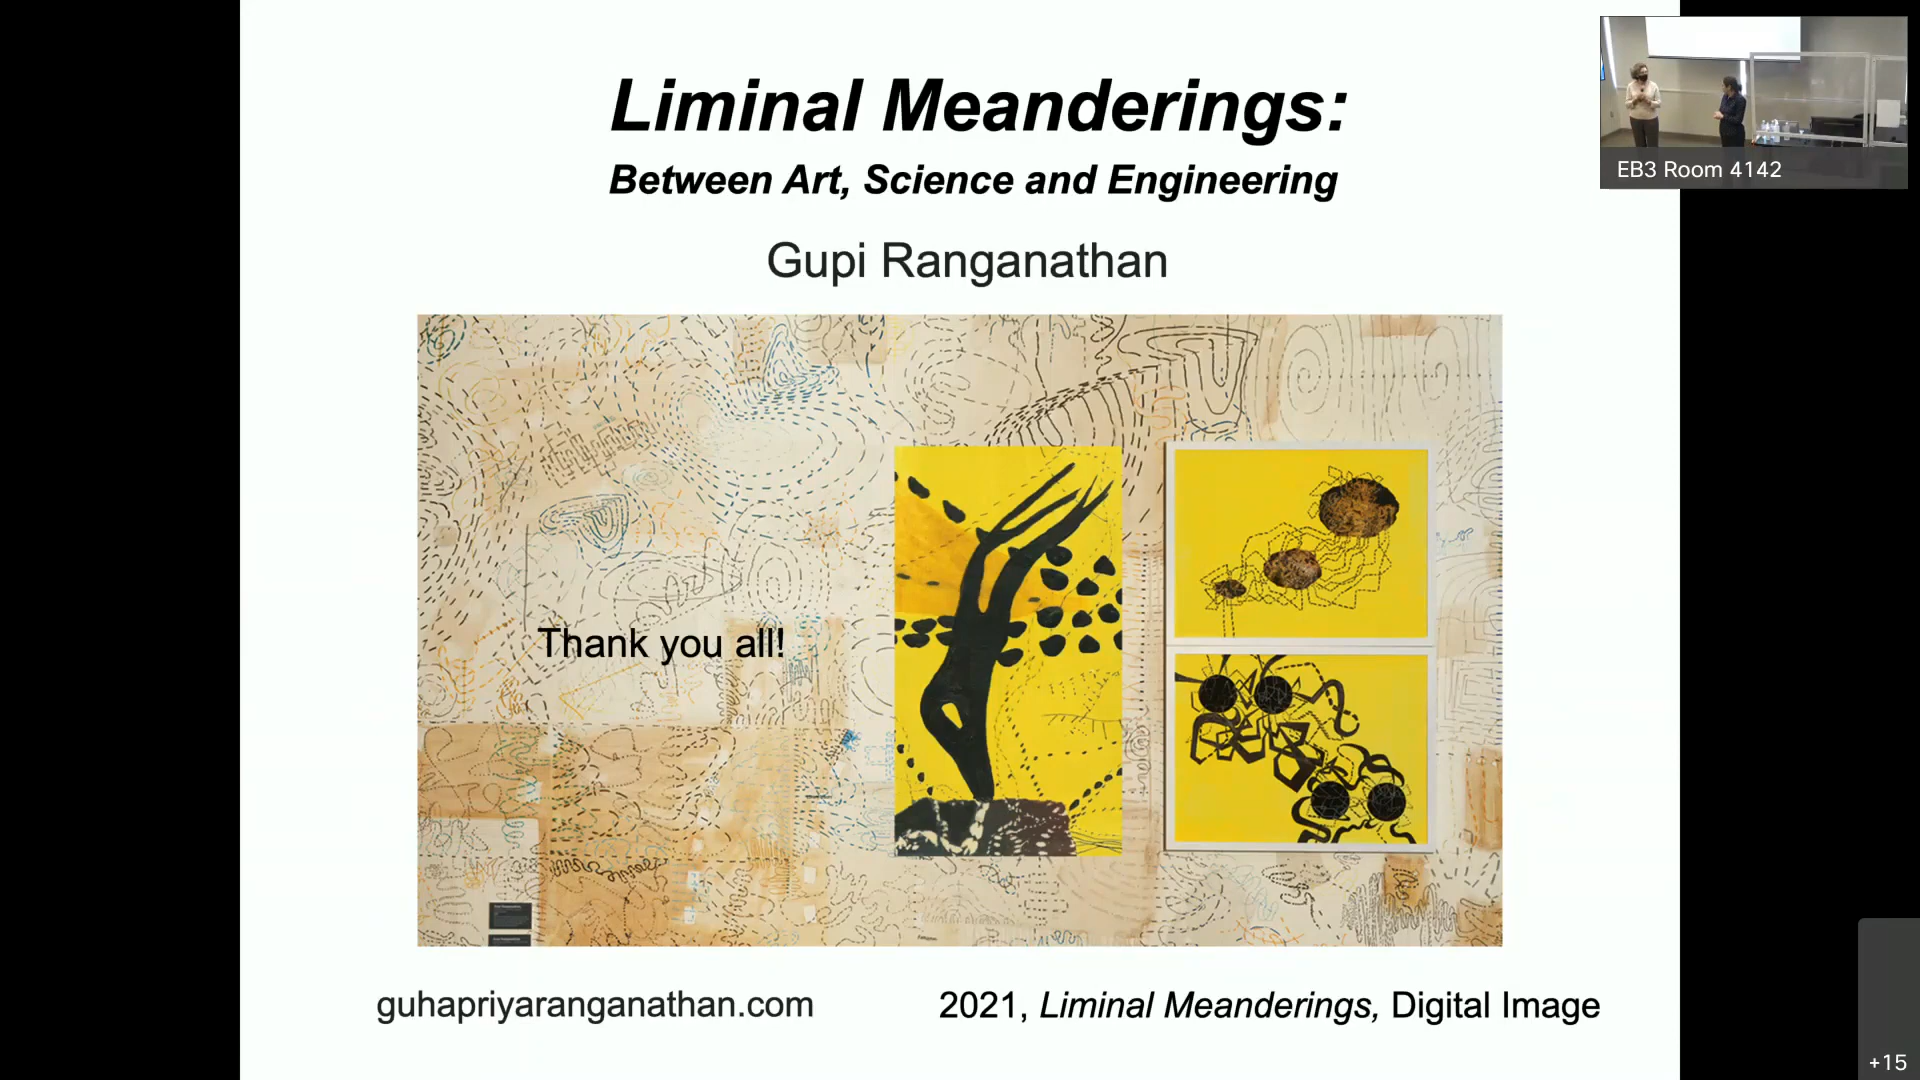 Liminal Meanderings:
Between Art, Science and Engineering
Gupi Ranganathan
EB3 Room 4142
Thank you all!
guhapriyaranganathan.com
2021, Liminal Meanderings, Digital Image
+15